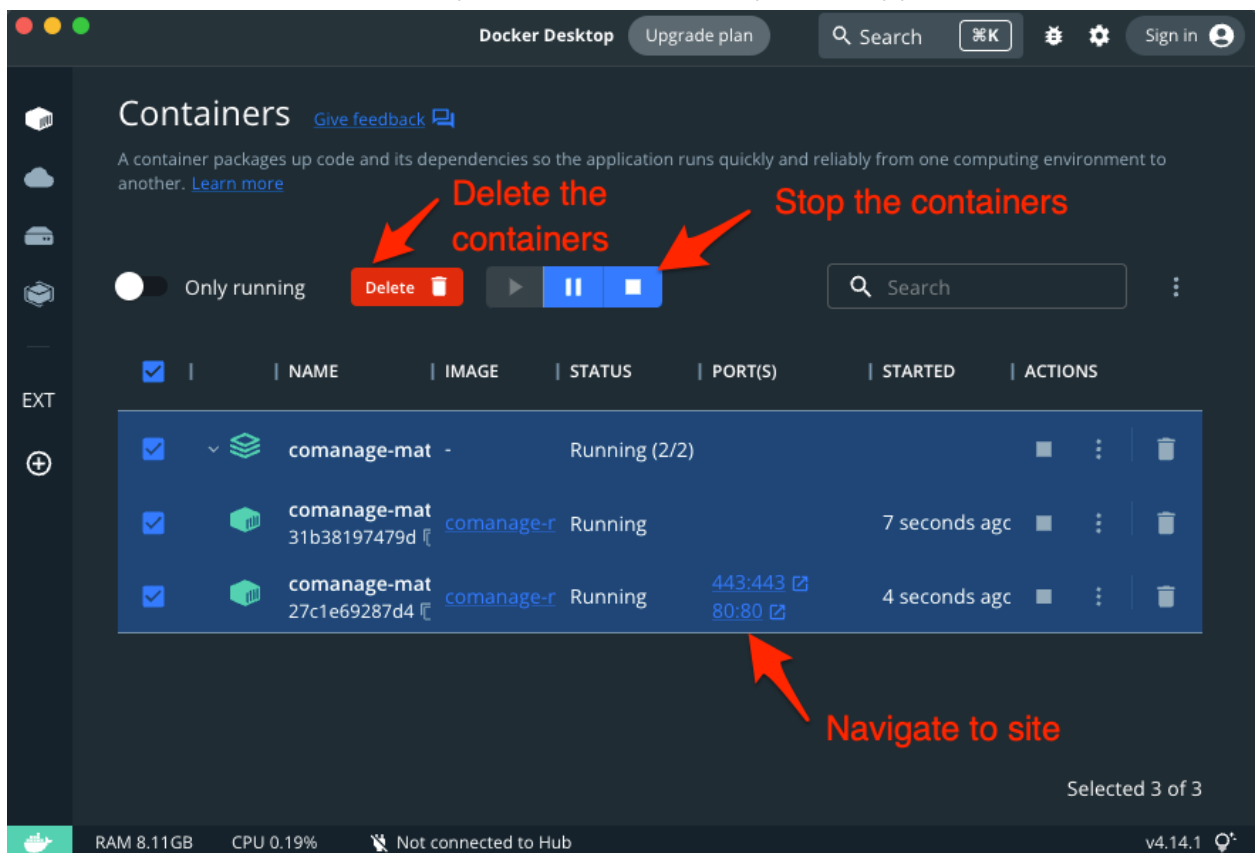 Docker Desktop Upgrade plan Search ⌘K Sign in
Containers Give feedback
A container packages up code and its dependencies so the application runs quickly and reliably from one computing environment to
another. Learn more
Delete the
containers
Stop the containers
Only running Delete Search
NAME IMAGE STATUS PORT(S) STARTED ACTIONS
EXT
comanage-mat - Running (2/2)
comanage-mat
31b38197479d comanage-r Running 7 seconds agc
comanage-mat
27c1e69287d4 comanage-r Running 443:443 80:80 4 seconds agc
Navigate to site
Selected 3 of 3
RAM 8.11GB CPU 0.19% Not connected to Hub v4.14.1